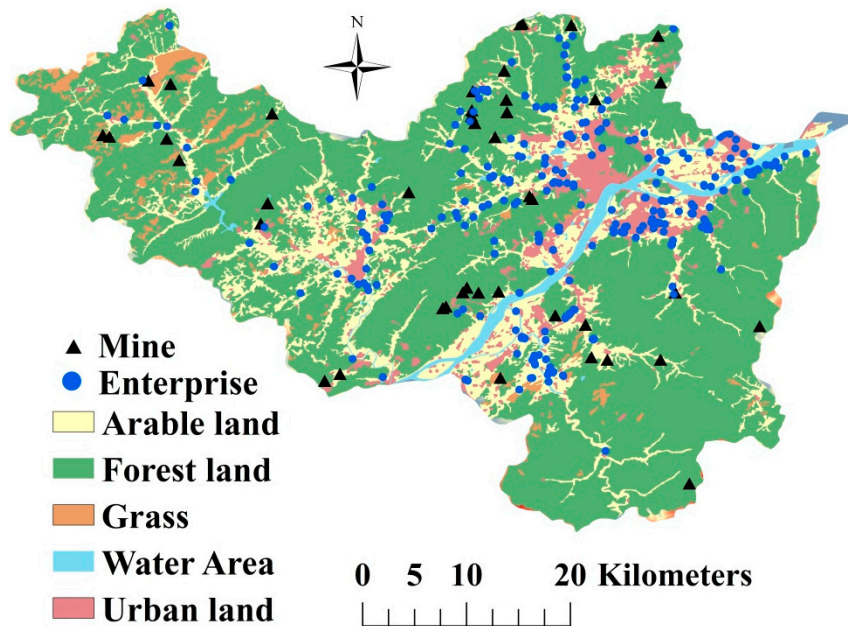 N
Mine
Enterprise
Arable land
Forest land
Grass
Water Area
Urban land
0 5 10 20 Kilometers